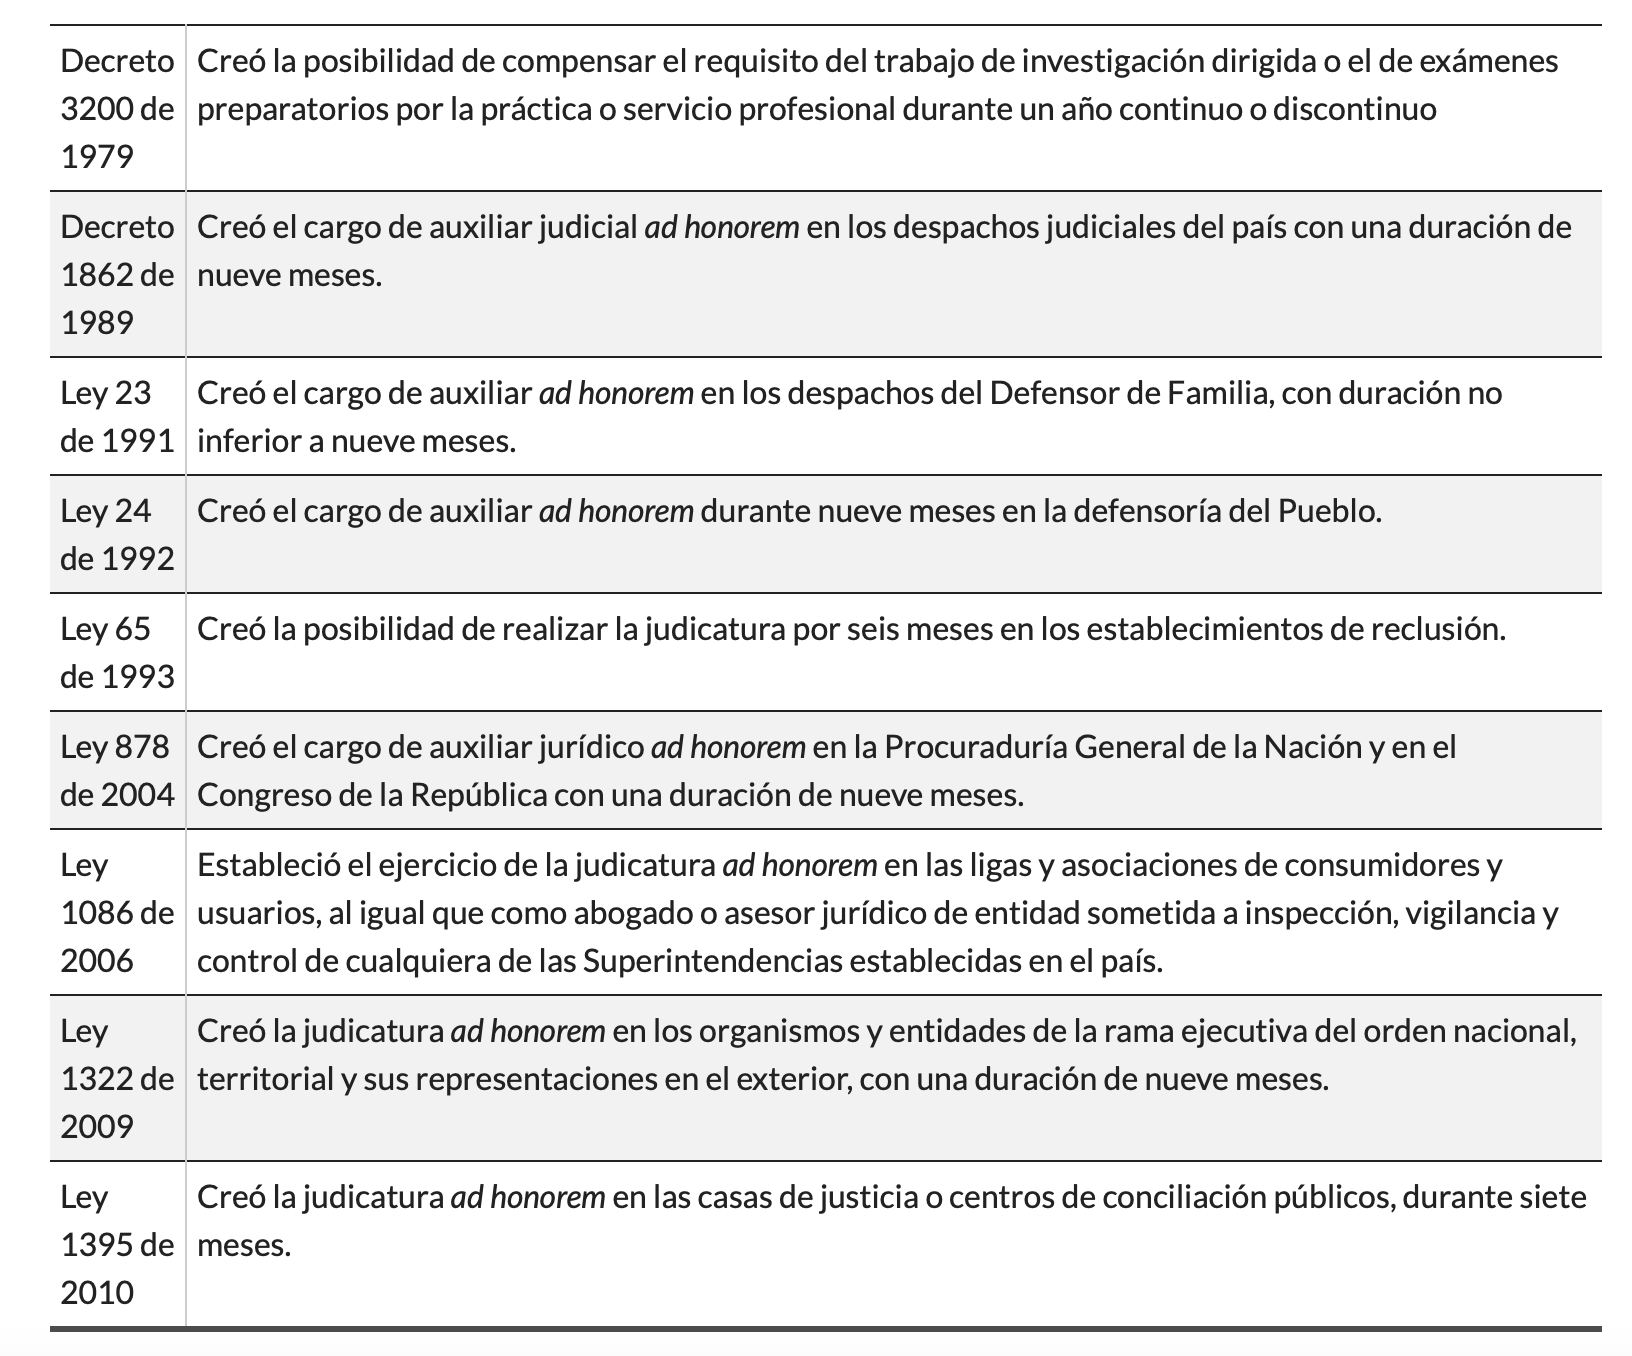 Decreto
3200 de
1979
Creó la posibilidad de compensar el requisito del trabajo de investigación dirigida o el de exámenes
preparatorios por la práctica o servicio profesional durante un año continuo o discontinuo
Decreto
1862 de
1989
Creó el cargo de auxiliar judicial ad honorem en los despachos judiciales del país con una duración de
nueve meses.
Ley 23
de 1991
Creó el cargo de auxiliar ad honorem en los despachos del Defensor de Familia, con duración no
inferior a nueve meses.
Ley 24
de 1992
Creó el cargo de auxiliar ad honorem durante nueve meses en la defensoría del Pueblo.
Ley 65
de 1993
Creó la posibilidad de realizar la judicatura por seis meses en los establecimientos de reclusión.
Ley 878
de 2004
Creó el cargo de auxiliar jurídico ad honorem en la Procuraduría General de la Nación y en el
Congreso de la República con una duración de nueve meses.
Ley
1086 de
2006
Estableció el ejercicio de la judicatura ad honorem en las ligas y asociaciones de consumidores y
usuarios, al igual que como abogado o asesor jurídico de entidad sometida a inspección, vigilancia y
control de cualquiera de las Superintendencias establecidas en el país.
Ley
1322 de
2009
Creó la judicatura ad honorem en los organismos y entidades de la rama ejecutiva del orden nacional,
territorial y sus representaciones en el exterior, con una duración de nueve meses.
Ley
1395 de
2010
Creó la judicatura ad honorem en las casas de justicia o centros de conciliación públicos, durante siete
meses.